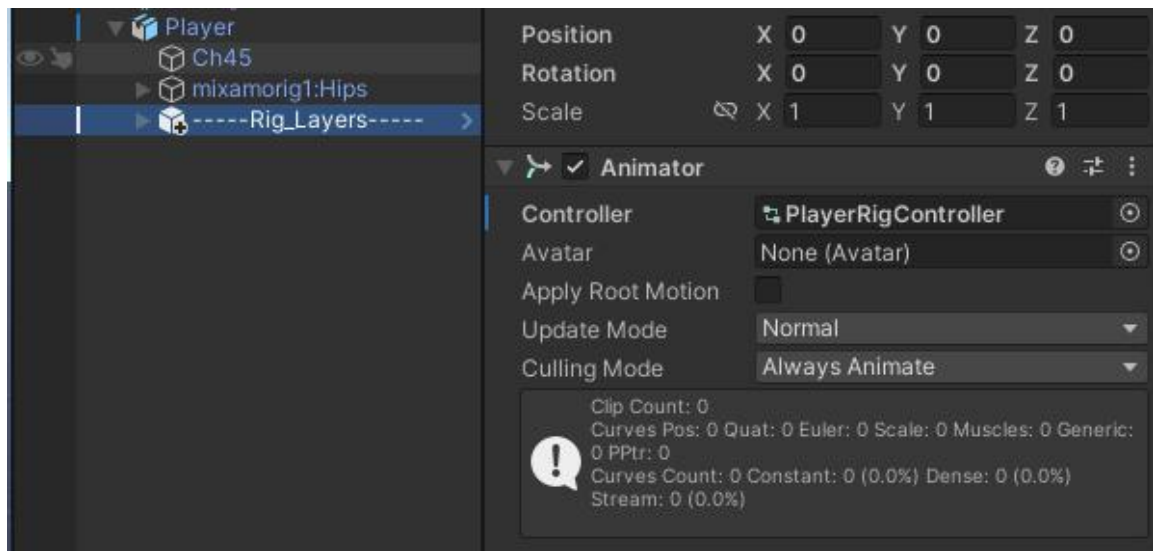 Player
Ch45
mixamorig1:Hips
-----Rig_Layers-----
Position X 0 Y 0 Z 0
Rotation X 0 Y 0 Z 0
Scale X 1 Y 1 Z 1
Animator
Controller PlayerRigController
Avatar None (Avatar)
Apply Root Motion
Update Mode Normal
Culling Mode Always Animate
Clip Count: 0
Curves Pos: 0 Quat: 0 Euler: 0 Scale: 0 Muscles: 0 Generic:
0 PPtr: 0
Curves Count: 0 Constant: 0 (0.0%) Dense: 0 (0.0%)
Stream: 0 (0.0%)